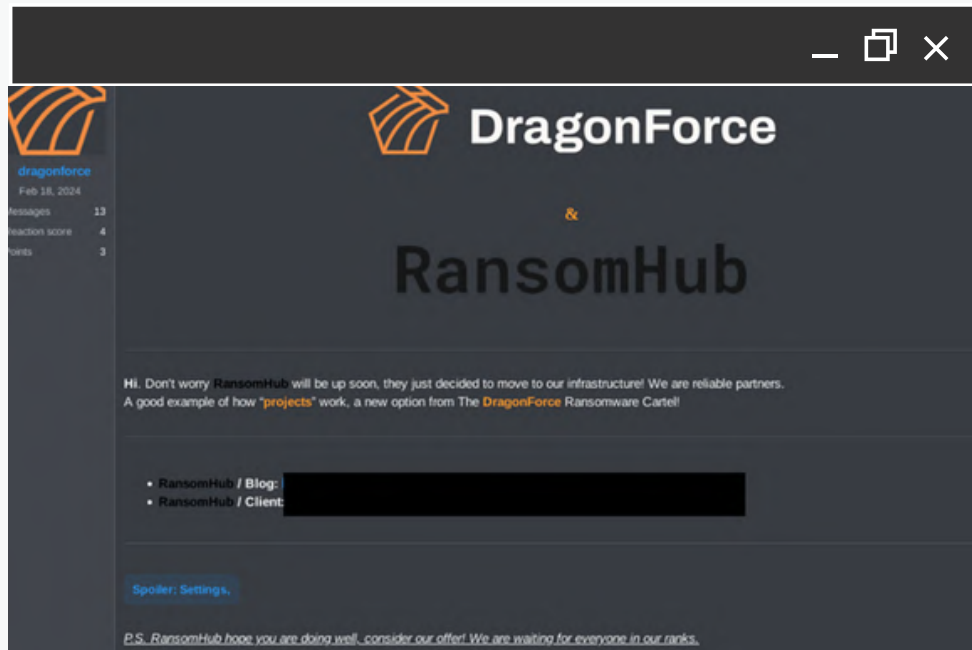 dragonforce
Feb 18, 2024
Messages 13
Reaction score 4
Points 3
DragonForce
&
RansomHub
Hi. Don't worry RansomHub will be up soon, they just decided to move to our infrastructure! We are reliable partners.
A good example of how “projects” work, a new option from The DragonForce Ransomware Cartel!
• RansomHub / Blog:
• RansomHub / Client:
Spoiler: Settings.
P.S. RansomHub hope you are doing well, consider our offer! We are waiting for everyone in our ranks.